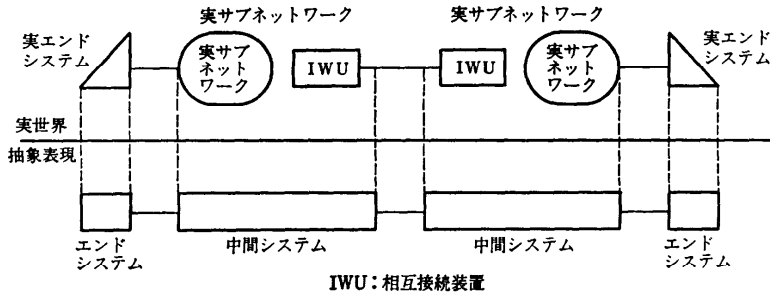 実サブネットワーク
実サブネットワーク
実エンド
システム
実サブ
ネット
ワーク
IWU
IWU
実サブ
ネット
ワーク
実エンド
システム
実世界
抽象表現
エンド
システム
中間システム
中間システム
エンド
システム
IWU:相互接続装置